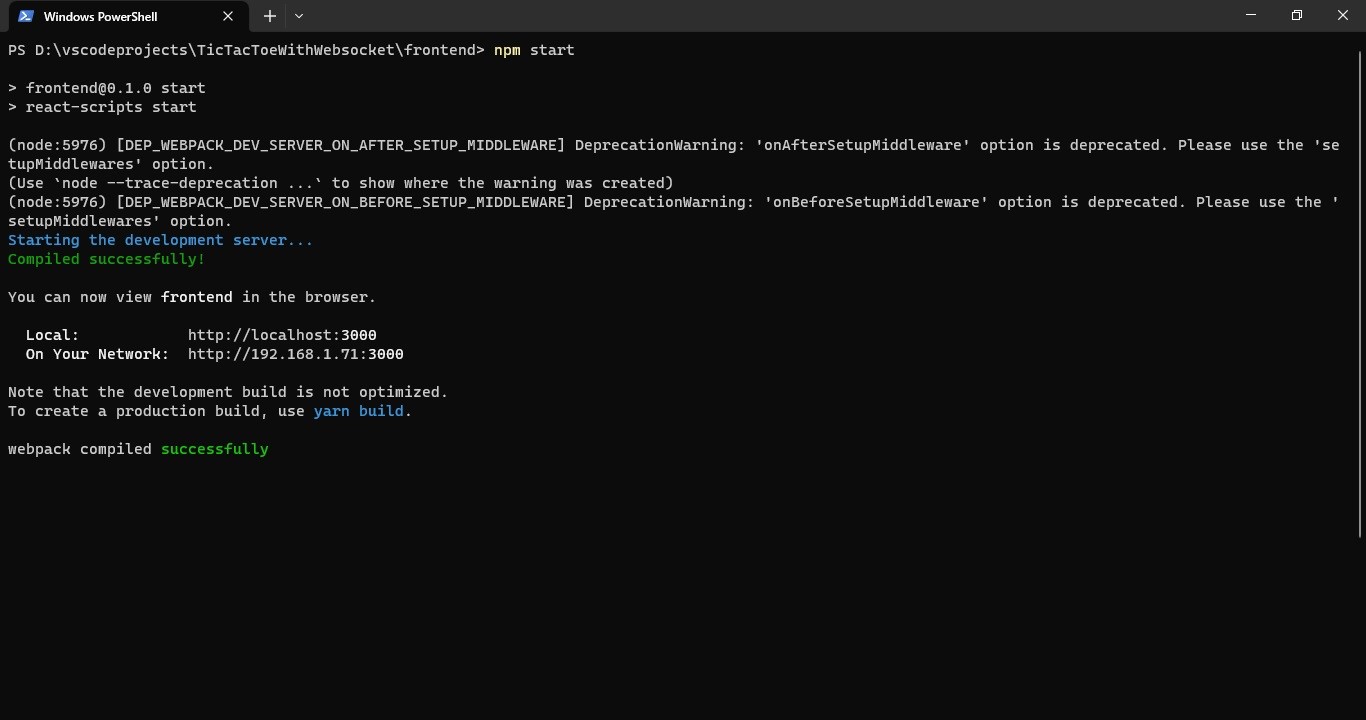 Windows PowerShell
PS D:\vscodeprojects\TicTacToeWithWebsocket\frontend> npm start
> frontend@0.1.0 start
> react-scripts start
(node:5976) [DEP_WEBPACK_DEV_SERVER_ON_AFTER_SETUP_MIDDLEWARE] DeprecationWarning: 'onAfterSetupMiddleware' option is deprecated. Please use the 'se
tupMiddlewares' option.
(Use `node --trace-deprecation ...` to show where the warning was created)
(node:5976) [DEP_WEBPACK_DEV_SERVER_ON_BEFORE_SETUP_MIDDLEWARE] DeprecationWarning: 'onBeforeSetupMiddleware' option is deprecated. Please use the '
setupMiddlewares' option.
Starting the development server...
Compiled successfully!
You can now view frontend in the browser.
Local: http://localhost:3000
On Your Network: http://192.168.1.71:3000
Note that the development build is not optimized.
To create a production build, use yarn build.
webpack compiled successfully